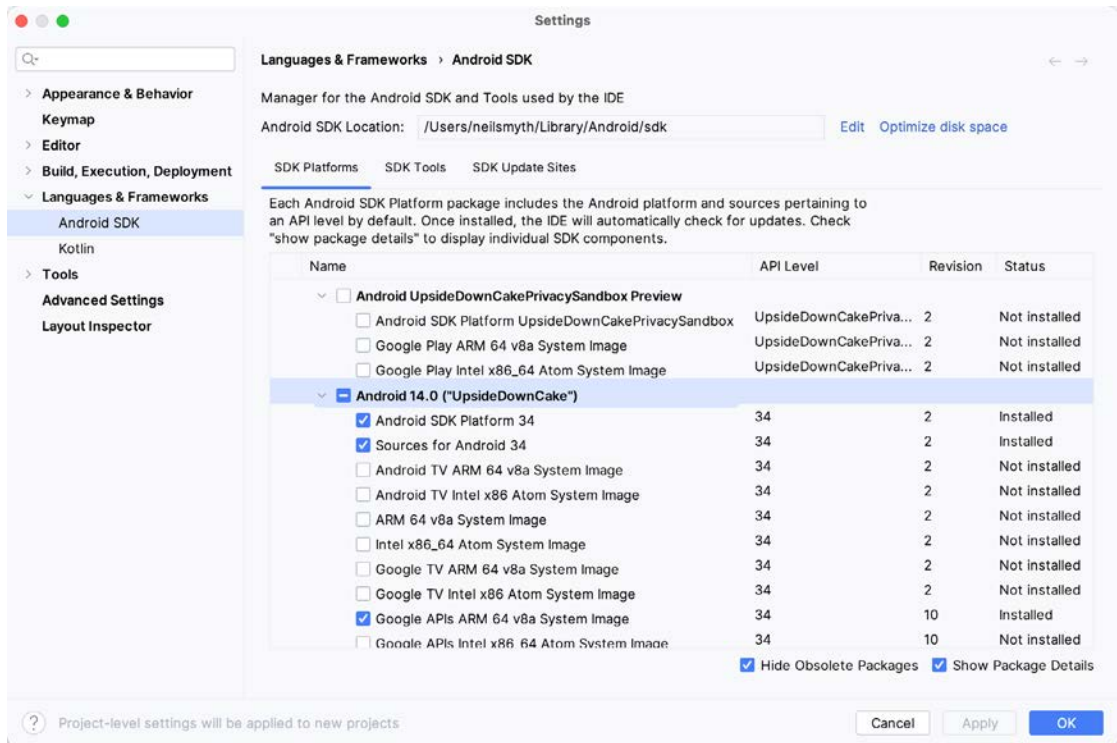 Settings
Languages & Frameworks › Android SDK
Appearance & Behavior
Keymap
Editor
Build, Execution, Deployment
Languages & Frameworks
Android SDK
Kotlin
Tools
Advanced Settings
Layout Inspector
Manager for the Android SDK and Tools used by the IDE
Android SDK Location: /Users/neilsmyth/Library/Android/sdk Edit Optimize disk space
SDK Platforms SDK Tools SDK Update Sites
Each Android SDK Platform package includes the Android platform and sources pertaining to
an API level by default. Once installed, the IDE will automatically check for updates. Check
"show package details" to display individual SDK components.
Name API Level Revision Status
Android UpsideDownCakePrivacySandbox Preview
Android SDK Platform UpsideDownCakePrivacySandbox UpsideDownCakePriva... 2 Not installed
Google Play ARM 64 v8a System Image UpsideDownCakePriva... 2 Not installed
Google Play Intel x86_64 Atom System Image UpsideDownCakePriva... 2 Not installed
Android 14.0 ("UpsideDownCake")
Android SDK Platform 34 34 2 Installed
Sources for Android 34 34 2 Installed
Android TV ARM 64 v8a System Image 34 2 Not installed
Android TV Intel x86 Atom System Image 34 2 Not installed
ARM 64 v8a System Image 34 2 Not installed
Intel x86_64 Atom System Image 34 2 Not installed
Google TV ARM 64 v8a System Image 34 2 Not installed
Google TV Intel x86 Atom System Image 34 2 Not installed
Google APIs ARM 64 v8a System Image 34 10 Installed
Google APIs Intel x86_64 Atom System Image 34 10 Not installed
Hide Obsolete Packages Show Package Details
? Project-level settings will be applied to new projects
Cancel Apply OK